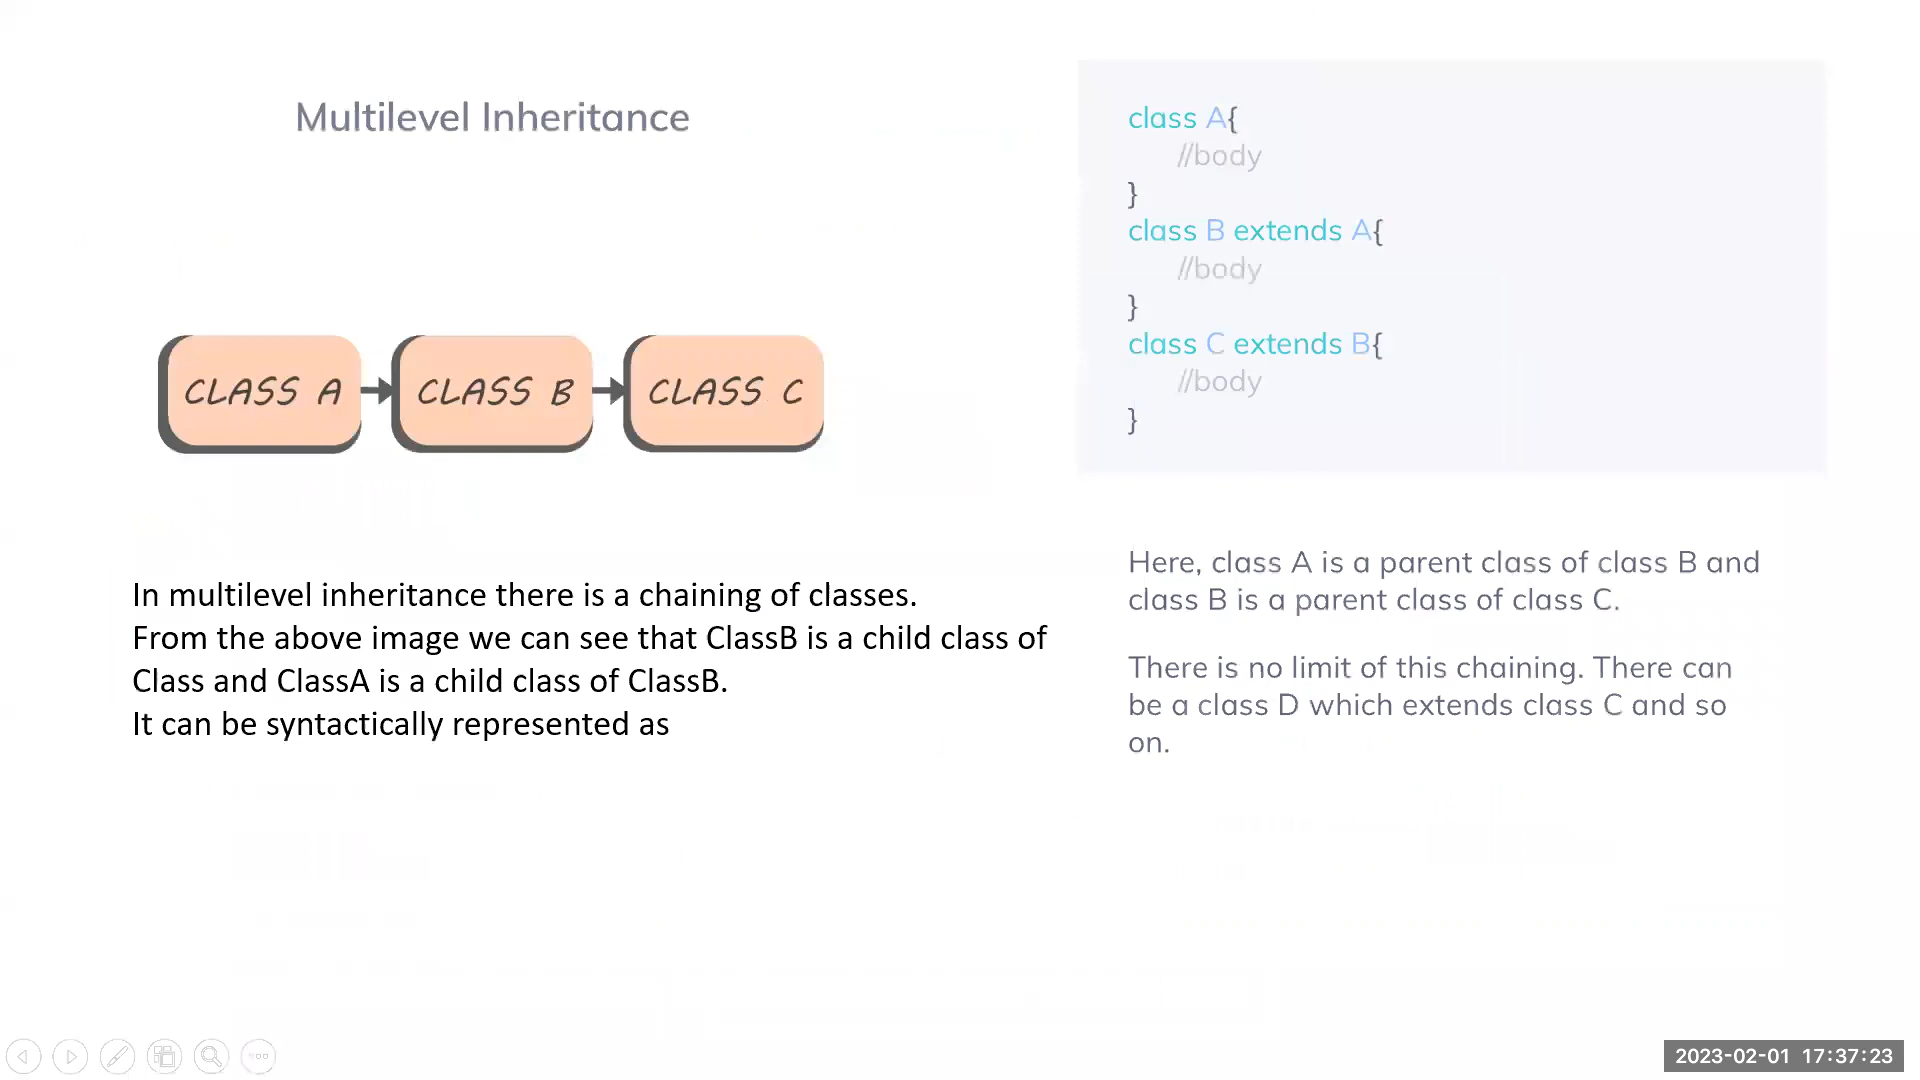 Multilevel Inheritance
CLASS A
CLASS B
CLASS C
In multilevel inheritance there is a chaining of classes.
From the above image we can see that ClassB is a child class of
Class and ClassA is a child class of ClassB.
It can be syntactically represented as
class A{
//body
}
class B extends A{
//body
}
class C extends B{
//body
}
Here, class A is a parent class of class B and
class B is a parent class of class C.
There is no limit of this chaining. There can
be a class D which extends class C and so
on.
2023-02-01 17:37:23